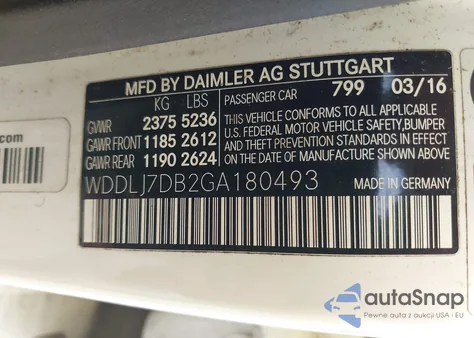 MFD BY DAIMLER AG STUTTGART
KG LBS PASSENGER CAR 799 03/16
GVWR 2375 5236 THIS VEHICLE CONFORMS TO ALL APPLICABLE
GAWR FRONT 1185 2612 U.S. FEDERAL MOTOR VEHICLE SAFETY, BUMPER
GAWR REAR 1190 2624 AND THEFT PREVENTION STANDARDS IN EFFECT
ON THE DATE OF MANUFACTURE SHOWN ABOVE.
WDDLJ7DB2GA180493 MADE IN GERMANY
.com
autoSnap
Pewne auta z aukcji USA i EU